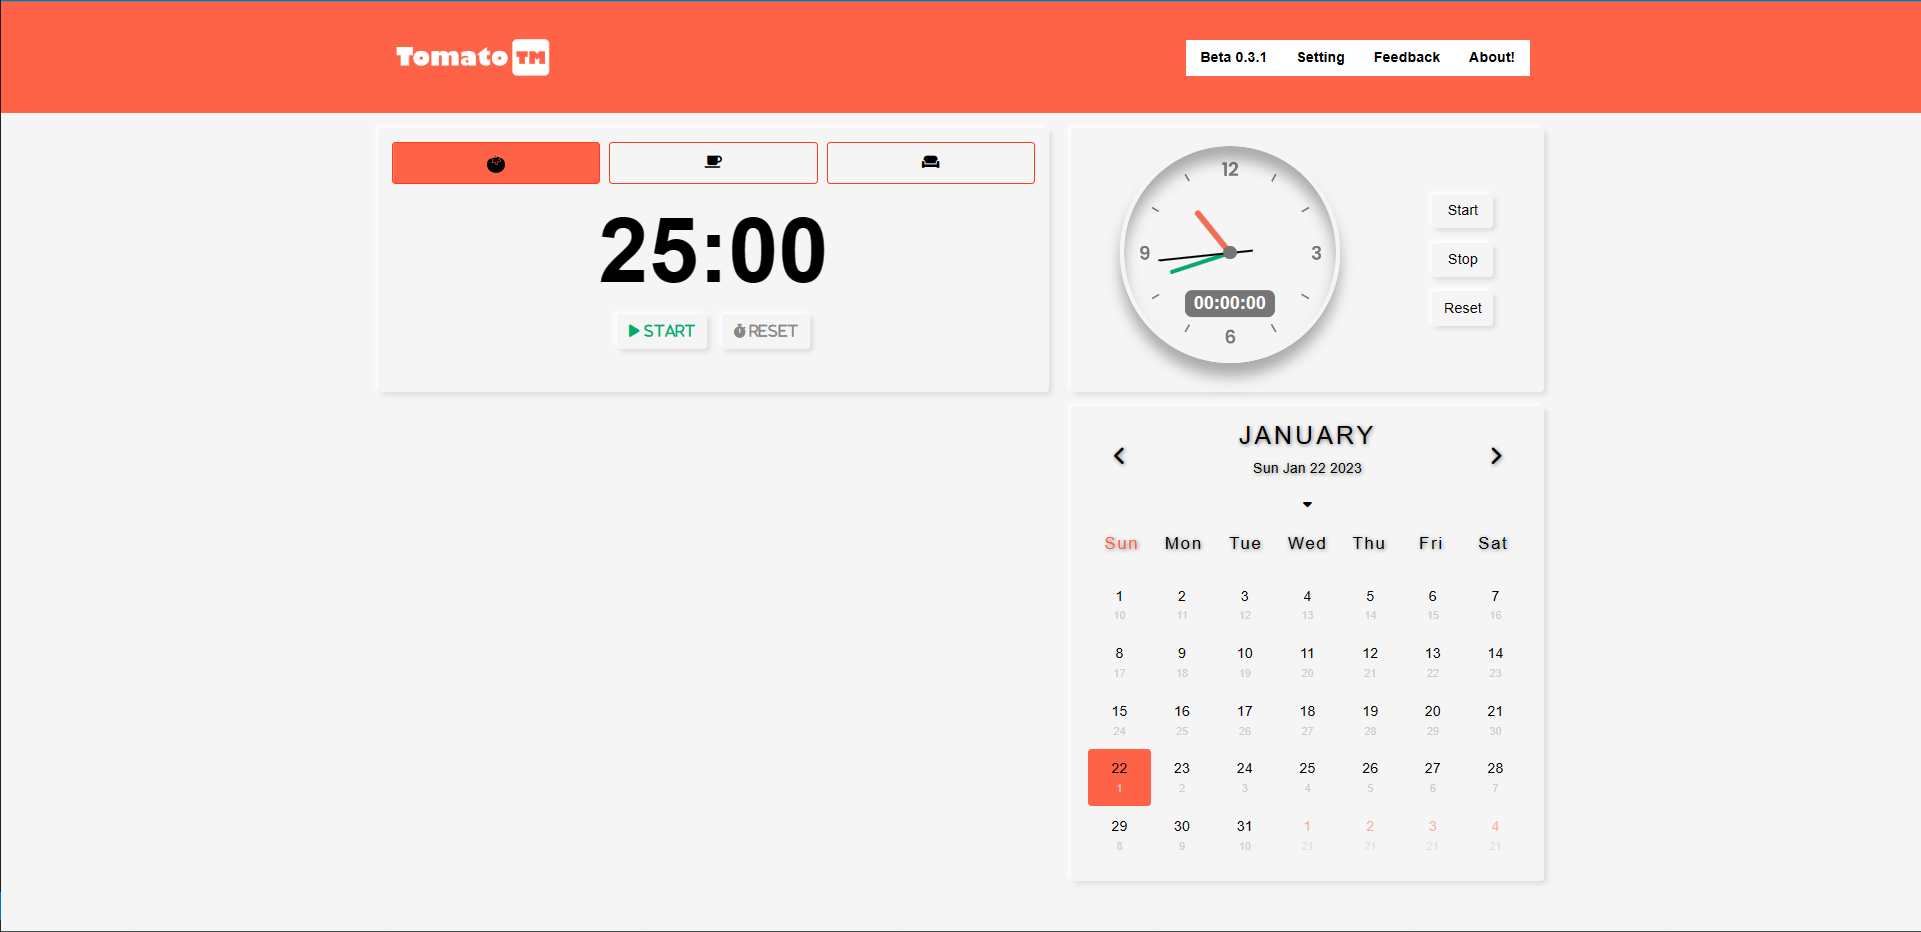 Tomato TM
Beta 0.3.1 Setting Feedback About!
25:00
START RESET
12
9 3
00:00:00
6
Start
Stop
Reset
JANUARY
Sun Jan 22 2023
Sun Mon Tue Wed Thu Fri Sat
1 2 3 4 5 6 7
10 11 12 13 14 15 16
8 9 10 11 12 13 14
17 18 19 20 21 22 23
15 16 17 18 19 20 21
24 25 26 27 28 29 30
22 23 24 25 26 27 28
1 2 3 4 5 6 7
29 30 31 1 2 3 4
8 9 10 21 21 21 21